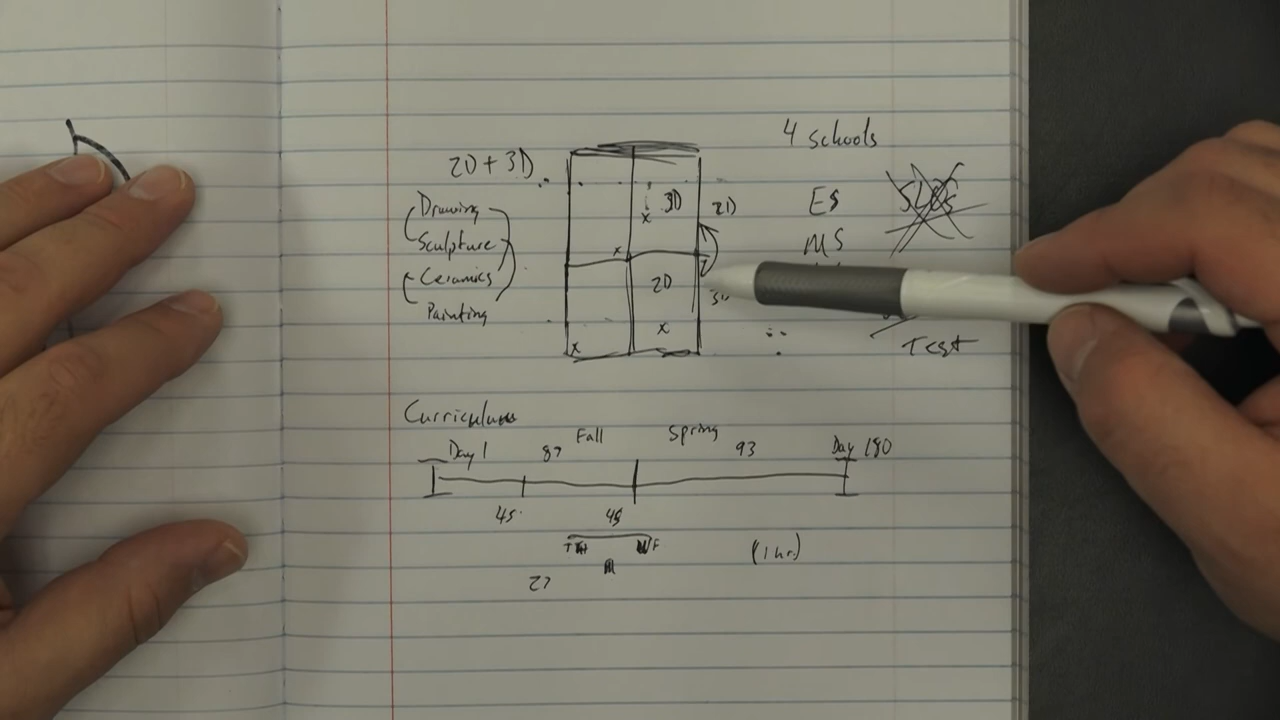 4 schools
2D + 3D
SLOS
Drawing
3D
2D
ES
Sculpture
MS
Ceramics
2D
Painting
x
x
x
x
Test
Curriculum
Fall
Spring
Day 1
87
93
Day 180
45
45
F
(1 hr.)
27